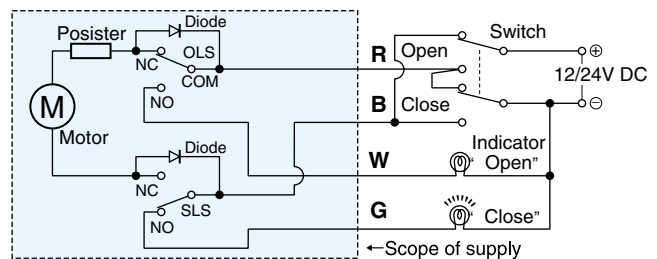 Diode
Switch
Posister
OLS
R
Open
⊕
NC
COM
12/24V DC
M
NO
B
Close
⊖
Motor
Diode
Indicator
W
“Open”
NC
SLS
G
NO
“Close”
←Scope of supply